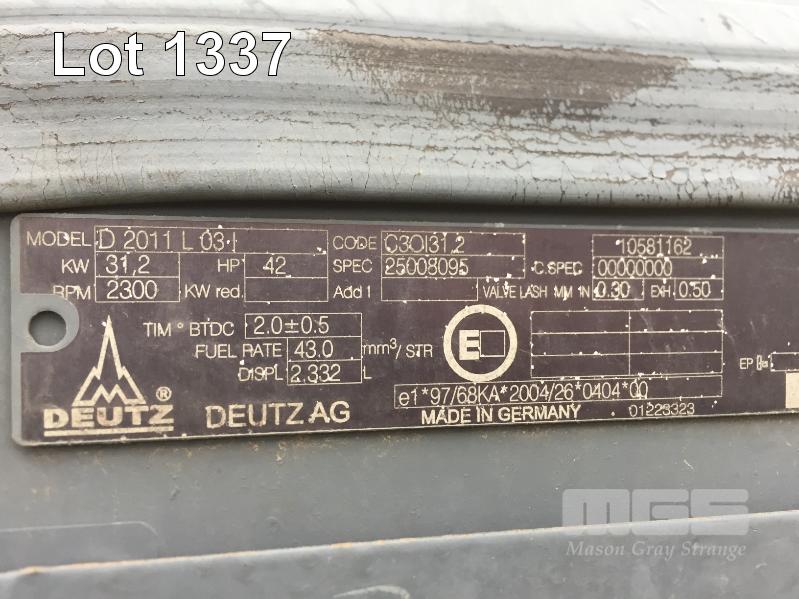 Lot 1337
MODEL D 2011 L 03 I CODE C3OI31,2 10581162
KW 31,2 HP 42 SPEC 25008095 C.SPEC 00000000
RPM 2300 KW red. Add 1 VALVE LASH MM IN 0.30 EXH 0.50
TIM ° BTDC 2.0±0.5
FUEL RATE 43.0 mm³/ STR
DISPL 2.332 L
E
EP
e1*97/68KA*2004/26*0404*00
DEUTZ ® DEUTZ AG MADE IN GERMANY 01223323
MGS
Mason Gray Strange